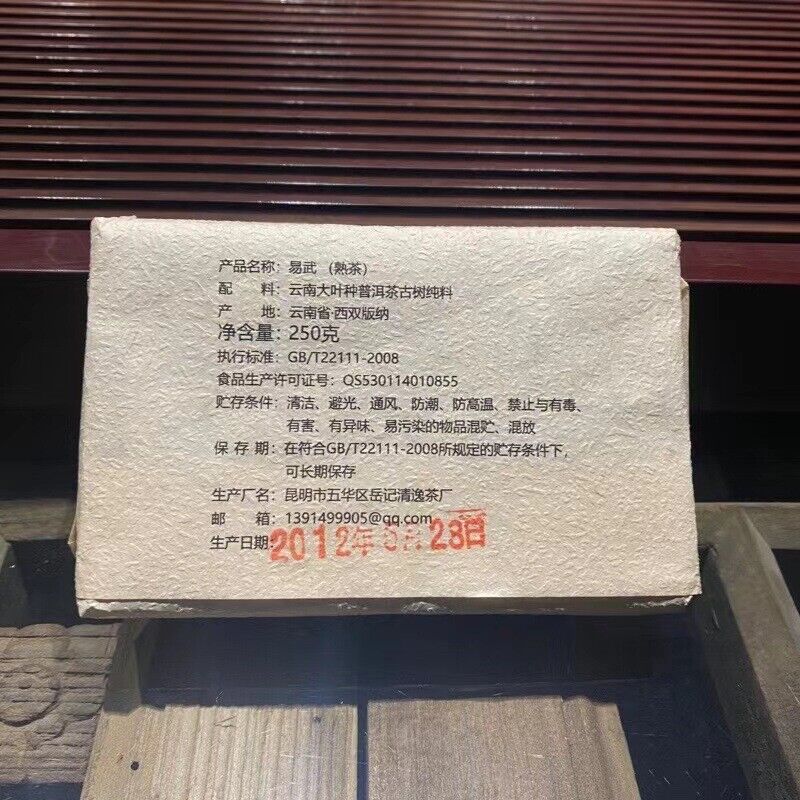 产品名称：易武 （熟茶）
配 料：云南大叶种普洱茶古树纯料
产 地：云南省·西双版纳
净含量：250克
执行标准：GB/T22111-2008
食品生产许可证号：QS530114010855
贮存条件：清洁、避光、通风、防潮、防高温、禁止与有毒、
有害、有异味、易污染的物品混贮、混放
保 存 期：在符合GB/T22111-2008所规定的贮存条件下，
可长期保存
生产厂名：昆明市五华区岳记清逸茶厂
邮 箱：1391499905@qq.com
生产日期：2012年 月23日